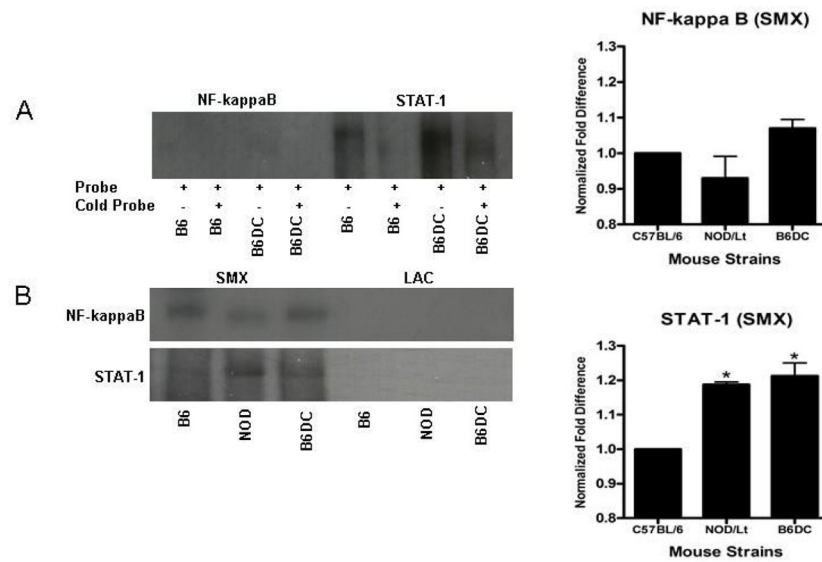 A
NF-kappaB STAT-1
Probe + + + + + + + +
Cold Probe - + - + - + - +
B6 B6 B6DC B6DC B6 B6 B6DC B6DC
B
SMX LAC
NF-kappaB
STAT-1
B6 NOD B6DC B6 NOD B6DC
NF-kappa B (SMX)
Normalized Fold Difference
1.3
1.2
1.1
1.0
0.9
0.8
C57BL/6 NOD/Lt B6DC
Mouse Strains
STAT-1 (SMX)
Normalized Fold Difference
1.3
1.2
1.1
1.0
0.9
0.8
* *
C57BL/6 NOD/Lt B6DC
Mouse Strains